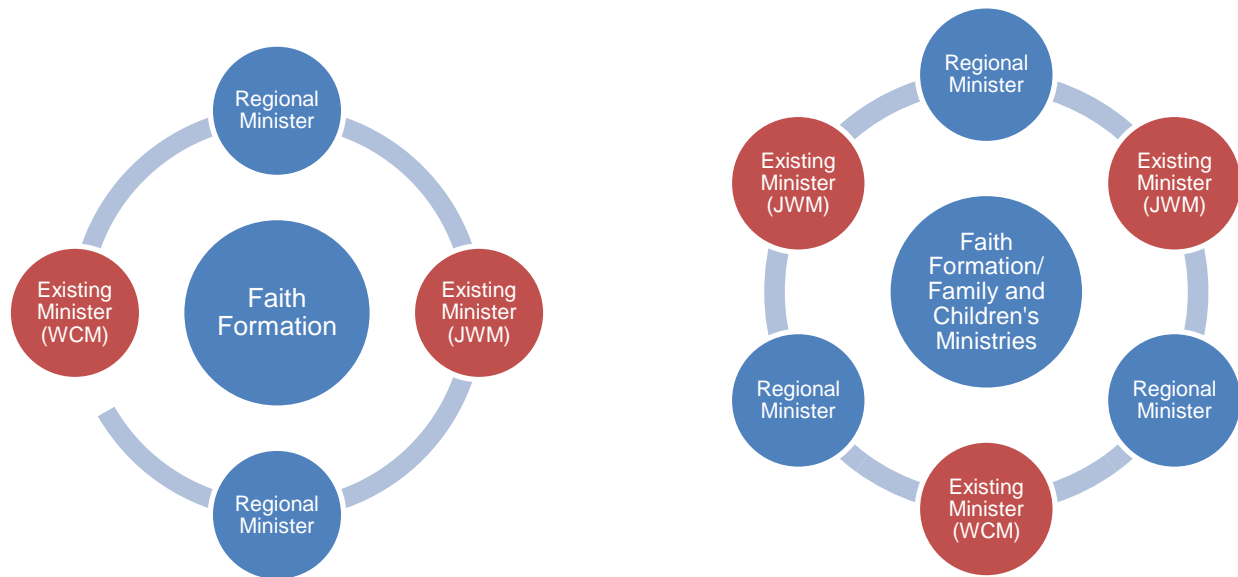 Regional
Minister
Existing
Minister
(WCM)
Faith
Formation
Existing
Minister
(JWM)
Regional
Minister
Regional
Minister
Existing
Minister
(JWM)
Existing
Minister
(JWM)
Faith
Formation/
Family and
Children's
Ministries
Regional
Minister
Regional
Minister
Existing
Minister
(WCM)